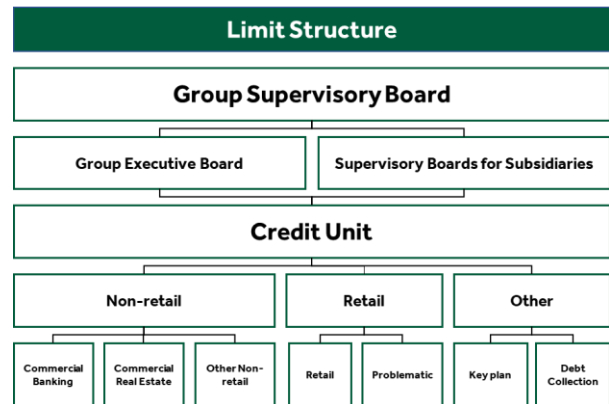 Limit Structure
Group Supervisory Board
Group Executive Board
Supervisory Boards for Subsidiaries
Credit Unit
Non-retail
Retail
Other
Commercial
Banking
Commercial
Real Estate
Other Non-
retail
Retail
Problematic
Key plan
Debt
Collection